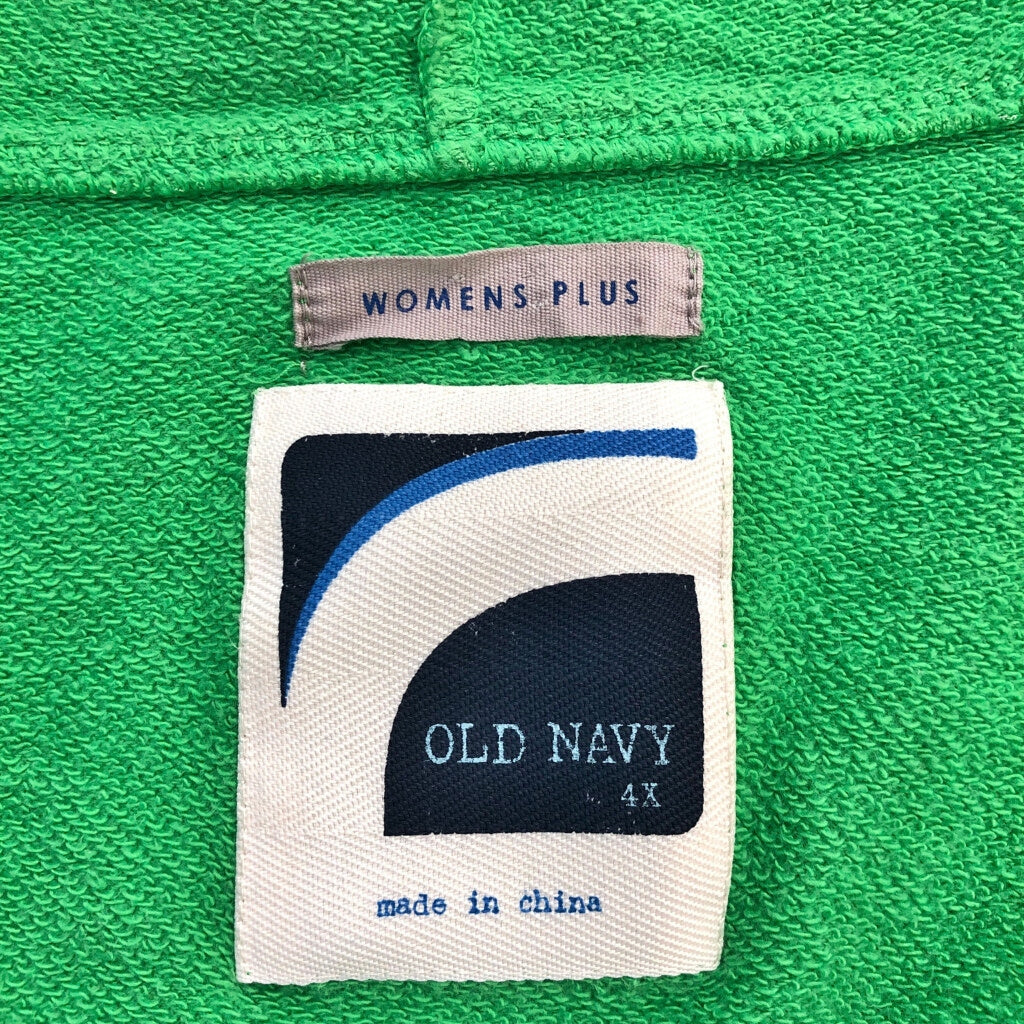 WOMENS PLUS
OLD NAVY
4X
made in china